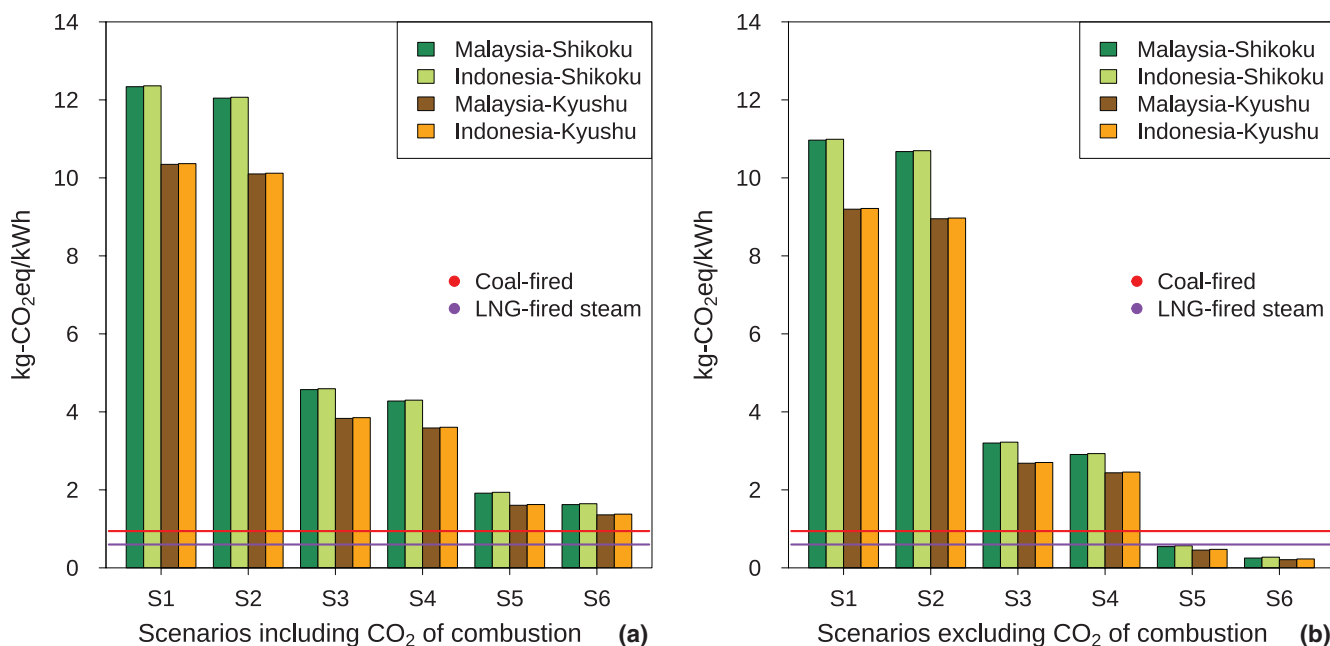 14
12
10
8
6
4
2
0
kg-CO₂eq/kWh
Malaysia-Shikoku
Indonesia-Shikoku
Malaysia-Kyushu
Indonesia-Kyushu
Coal-fired
LNG-fired steam
S1 S2 S3 S4 S5 S6
Scenarios including CO₂ of combustion (a)
14
12
10
8
6
4
2
0
kg-CO₂eq/kWh
Malaysia-Shikoku
Indonesia-Shikoku
Malaysia-Kyushu
Indonesia-Kyushu
Coal-fired
LNG-fired steam
S1 S2 S3 S4 S5 S6
Scenarios excluding CO₂ of combustion (b)